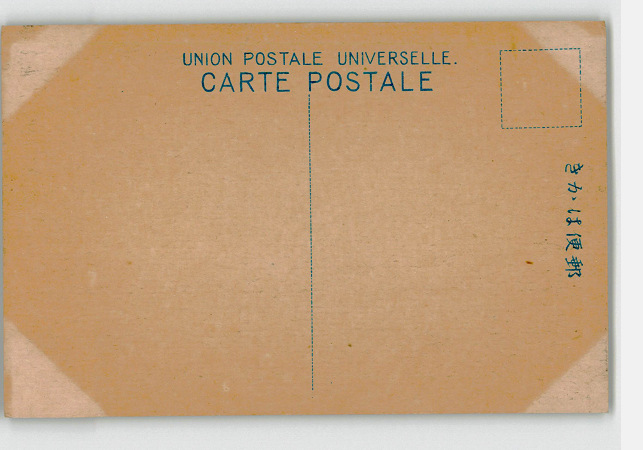 UNION POSTALE UNIVERSELLE.
CARTE POSTALE
きかは便郵